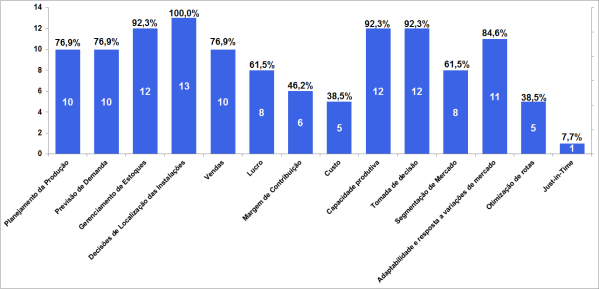 14
12
10
8
6
4
2
0
76,9%
76,9%
92,3%
100,0%
76,9%
61,5%
46,2%
38,5%
92,3%
92,3%
61,5%
84,6%
38,5%
7,7%
10
10
12
13
10
8
6
5
12
12
8
11
5
1
Planejamento da Produção
Previsão de Demanda
Gerenciamento de Estoques
Decisões de Localização das Instalações
Vendas
Lucro
Margem de Contribuição
Custo
Capacidade produtiva
Tomada de decisão
Segmentação de Mercado
Adaptabilidade e resposta a variações de mercado
Otimização de rotas
Just-in-Time